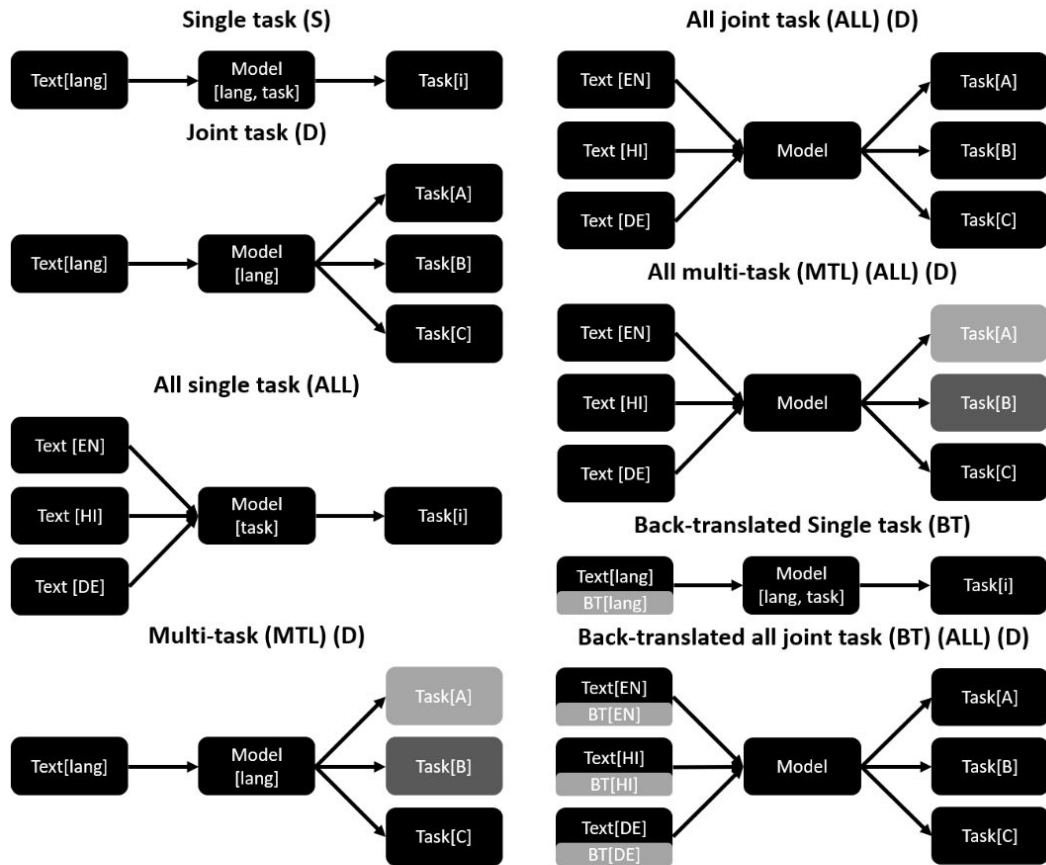 Single task (S)
Text[lang]
Model
[lang, task]
Task[i]
Joint task (D)
Text[lang]
Model
[lang]
Task[A]
Task[B]
Task[C]
All single task (ALL)
Text [EN]
Text [HI]
Text [DE]
Model
[task]
Task[i]
Multi-task (MTL) (D)
Text[lang]
Model
[lang]
Task[A]
Task[B]
Task[C]
All joint task (ALL) (D)
Text [EN]
Text [HI]
Text [DE]
Model
Task[A]
Task[B]
Task[C]
All multi-task (MTL) (ALL) (D)
Text [EN]
Text [HI]
Text [DE]
Model
Task[A]
Task[B]
Task[C]
Back-translated Single task (BT)
Text[lang]
BT[lang]
Model
[lang, task]
Task[i]
Back-translated all joint task (BT) (ALL) (D)
Text[EN]
BT[EN]
Text[HI]
BT[HI]
Text[DE]
BT[DE]
Model
Task[A]
Task[B]
Task[C]